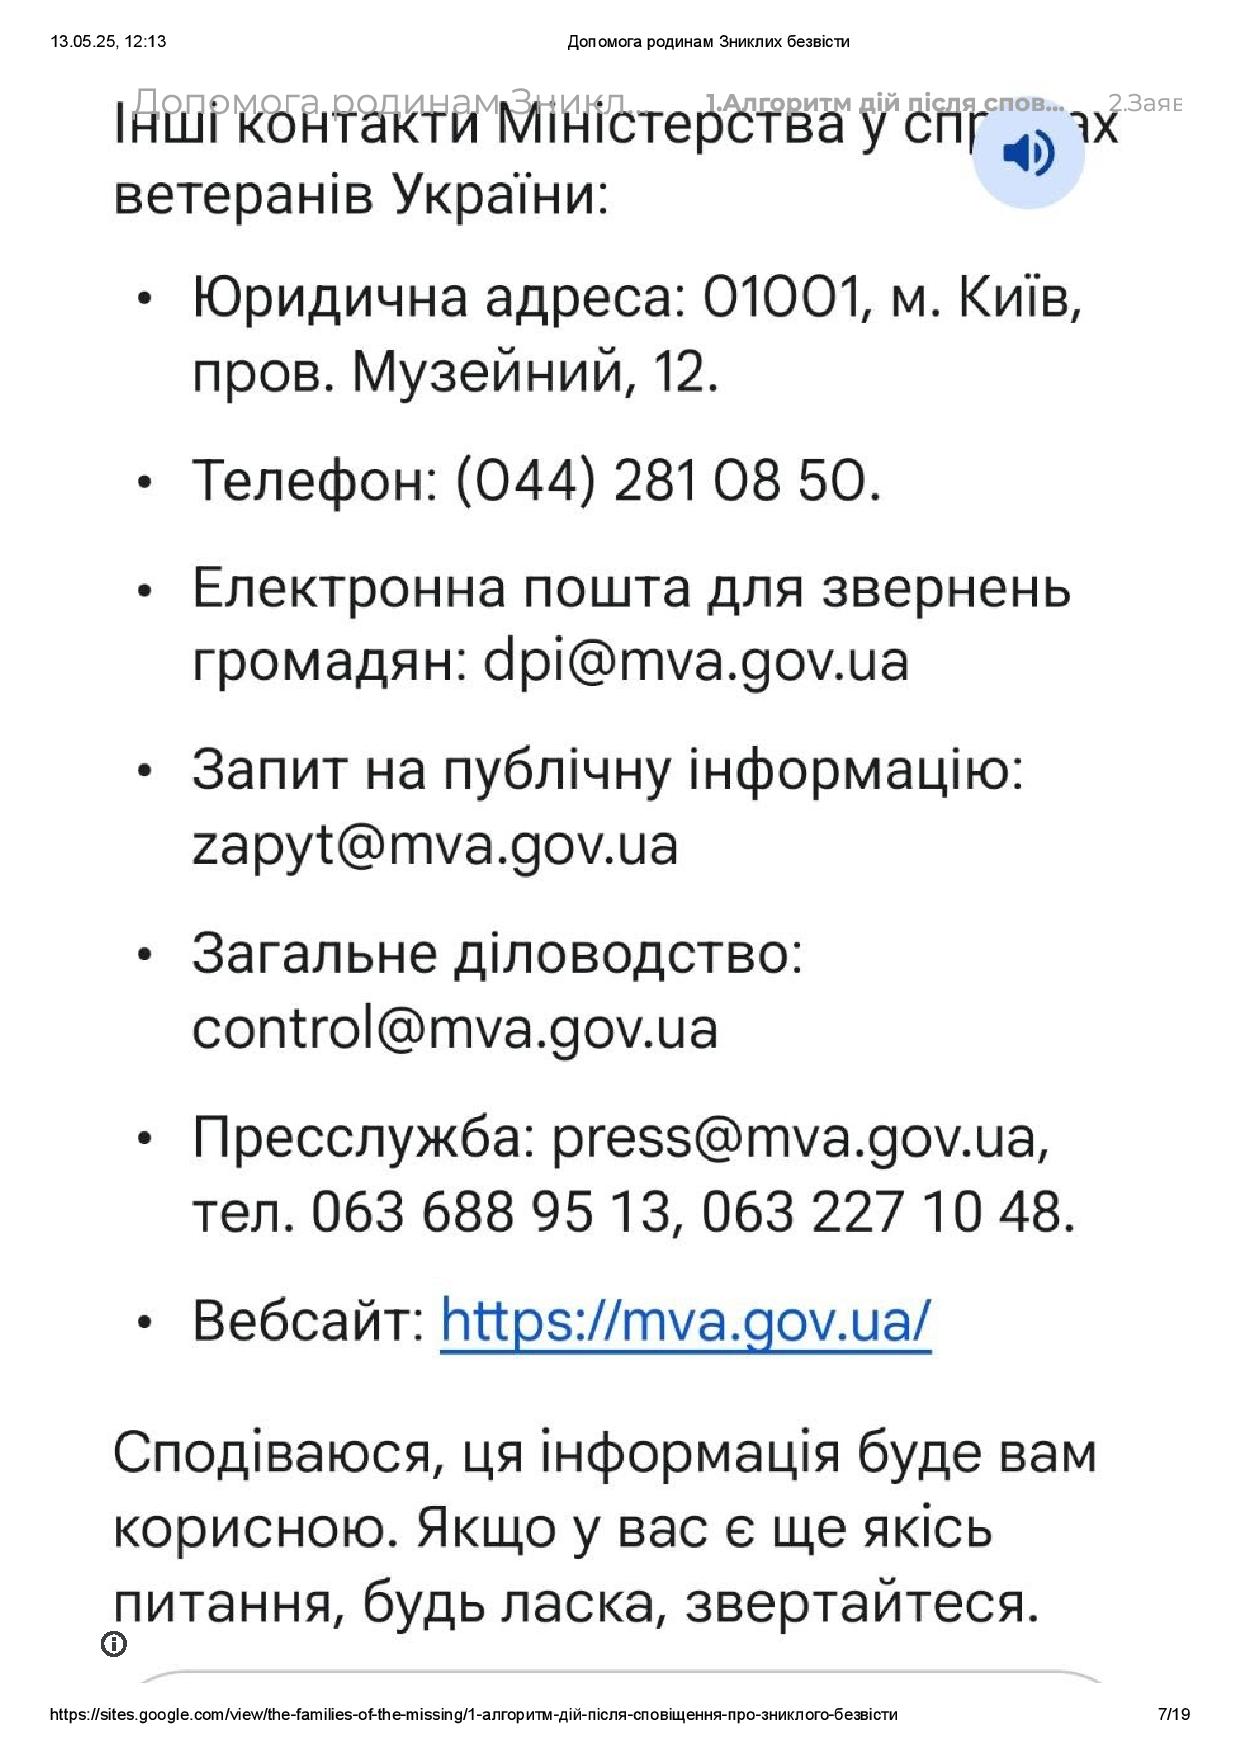 13.05.25, 12:13 Допомога родинам Зниклих безвісти
Допомога родинам Зникл... 1.Алгоритм дій після спов... 2.Заяв
Інші контакти Міністерства у
ветеранів України:
• Юридична адреса: 01001, м. Київ,
пров. Музейний, 12.
• Телефон: (044) 281 08 50.
• Електронна пошта для звернень
громадян: dpi@mva.gov.ua
• Запит на публічну інформацію:
zapyt@mva.gov.ua
• Загальне діловодство:
control@mva.gov.ua
• Пресслужба: press@mva.gov.ua,
тел. 063 688 95 13, 063 227 10 48.
• Вебсайт: https://mva.gov.ua/
Сподіваюся, ця інформація буде вам
корисною. Якщо у вас є ще якісь
питання, будь ласка, звертайтеся.
https://sites.google.com/view/the-families-of-the-missing/1-алгоритм-дій-після-сповіщення-про-зниклого-безвісти 7/19